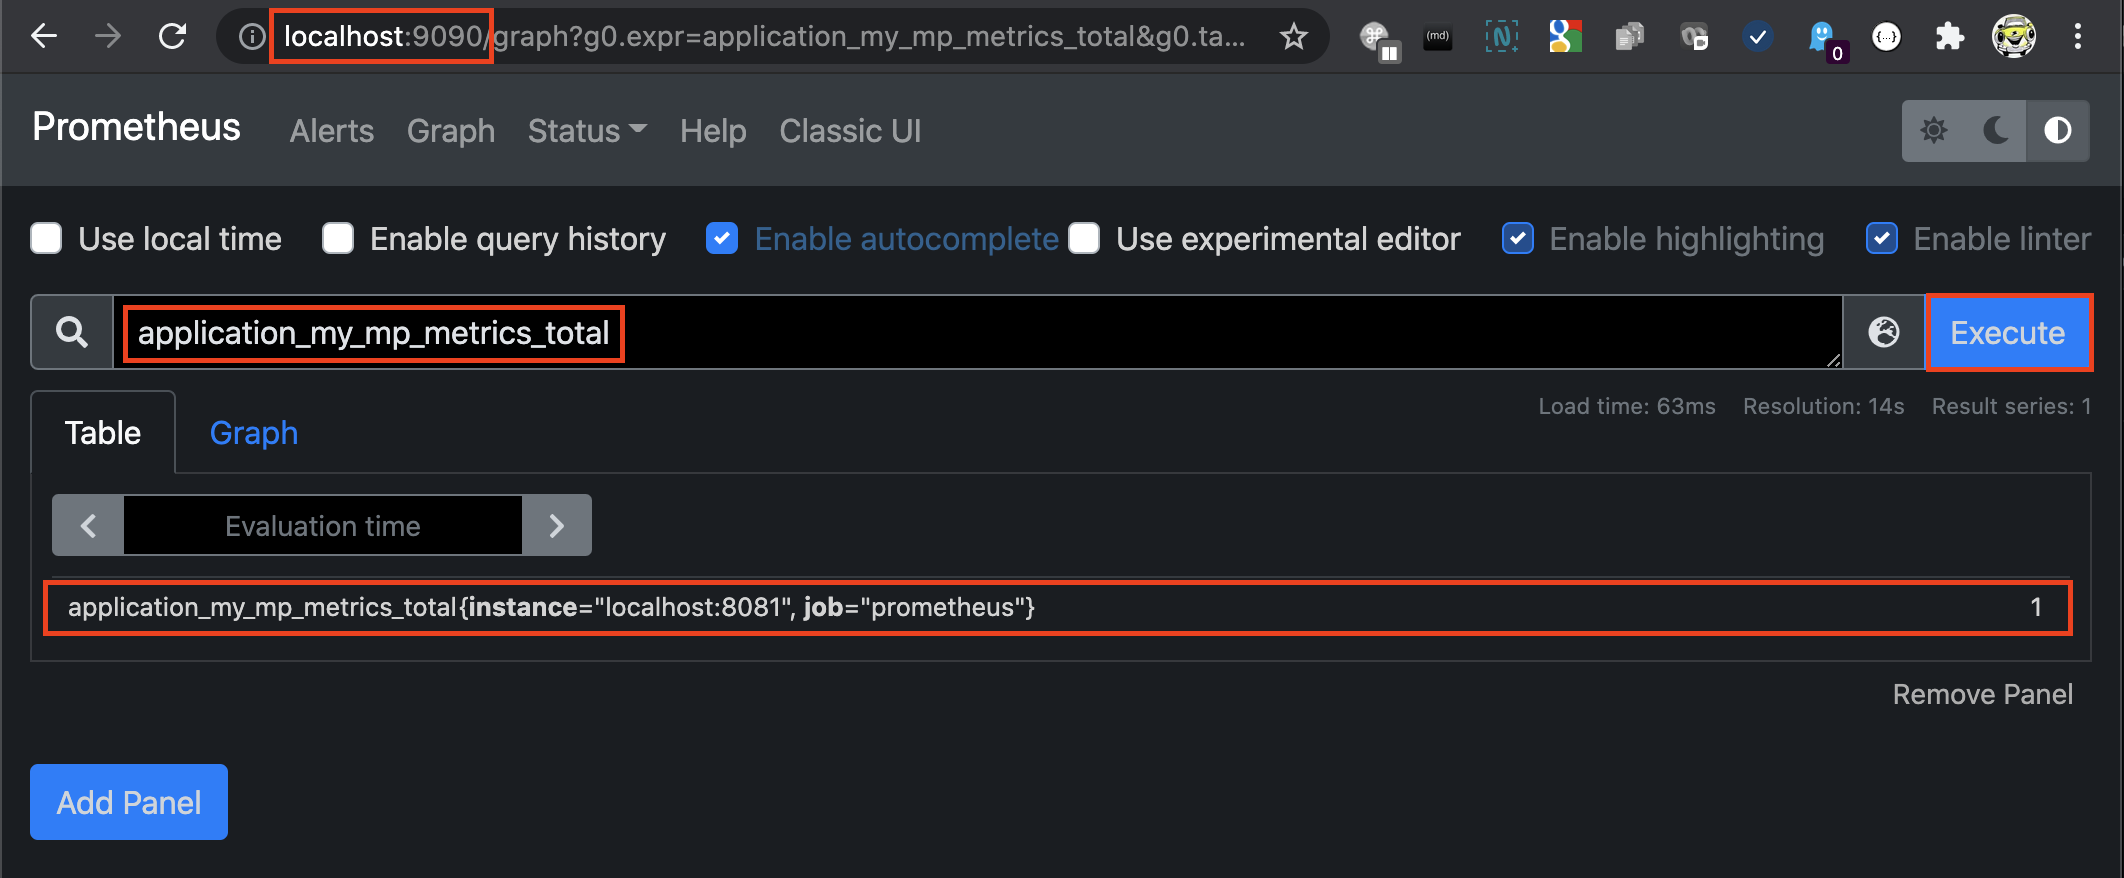 localhost:9090/graph?g0.expr=application_my_mp_metrics_total&g0.ta...
(md)
N
0
{...}
Prometheus Alerts Graph Status Help Classic UI
Use local time Enable query history Enable autocomplete Use experimental editor Enable highlighting Enable linter
application_my_mp_metrics_total Execute
Load time: 63ms Resolution: 14s Result series: 1
Table Graph
Evaluation time
application_my_mp_metrics_total{instance="localhost:8081", job="prometheus"} 1
Remove Panel
Add Panel